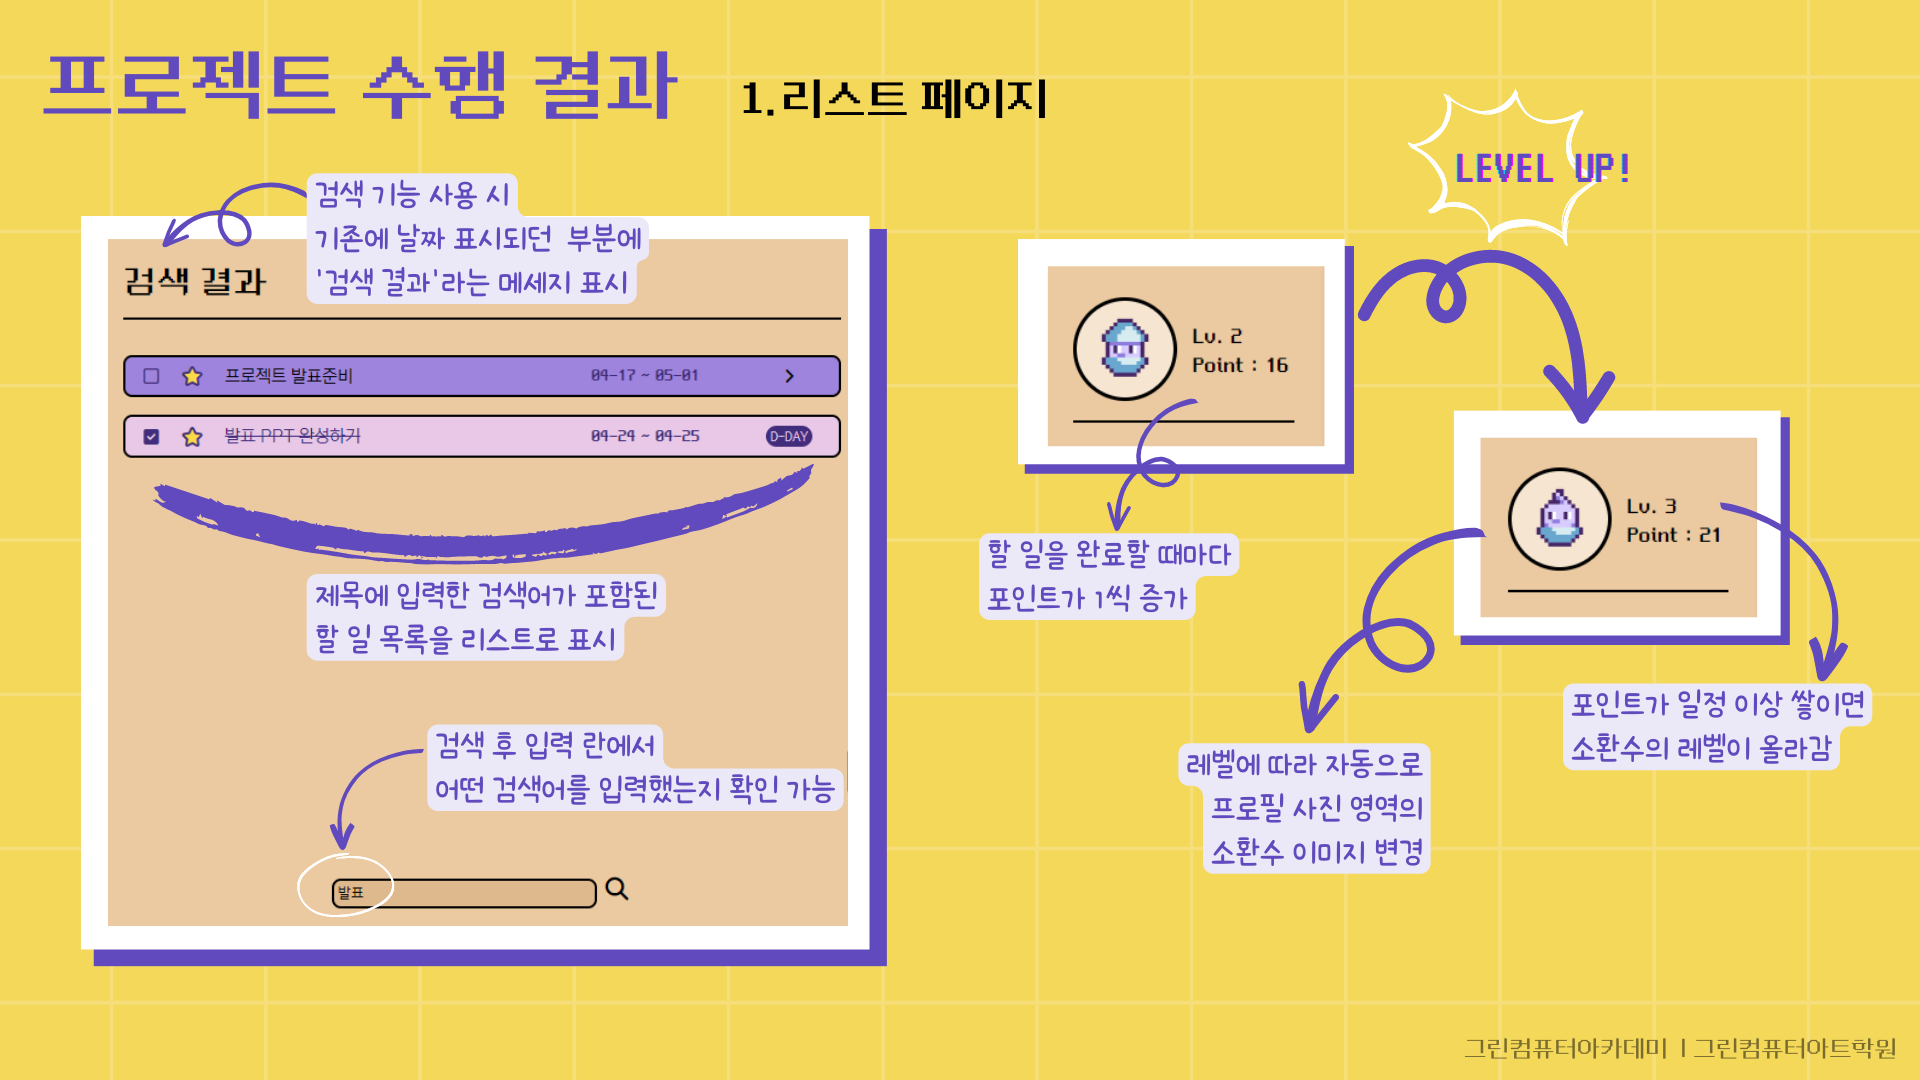 프로젝트 수행 결과
1.리스트 페이지
LEVEL UP!
검색 기능 사용 시
기존에 날짜 표시되던 부분에
'검색 결과'라는 메세지 표시
검색 결과
프로젝트 발표준비 04-17 ~ 05-01
발표 PPT 완성하기 04-24 ~ 04-25 D-DAY
제목에 입력한 검색어가 포함된
할 일 목록을 리스트로 표시
검색 후 입력 란에서
어떤 검색어를 입력했는지 확인 가능
발표
Lv. 2
Point : 16
할 일을 완료할 때마다
포인트가 1씩 증가
Lv. 3
Point : 21
레벨에 따라 자동으로
프로필 사진 영역의
소환수 이미지 변경
포인트가 일정 이상 쌓이면
소환수의 레벨이 올라감
그린컴퓨터아카데미 | 그린컴퓨터아트학원